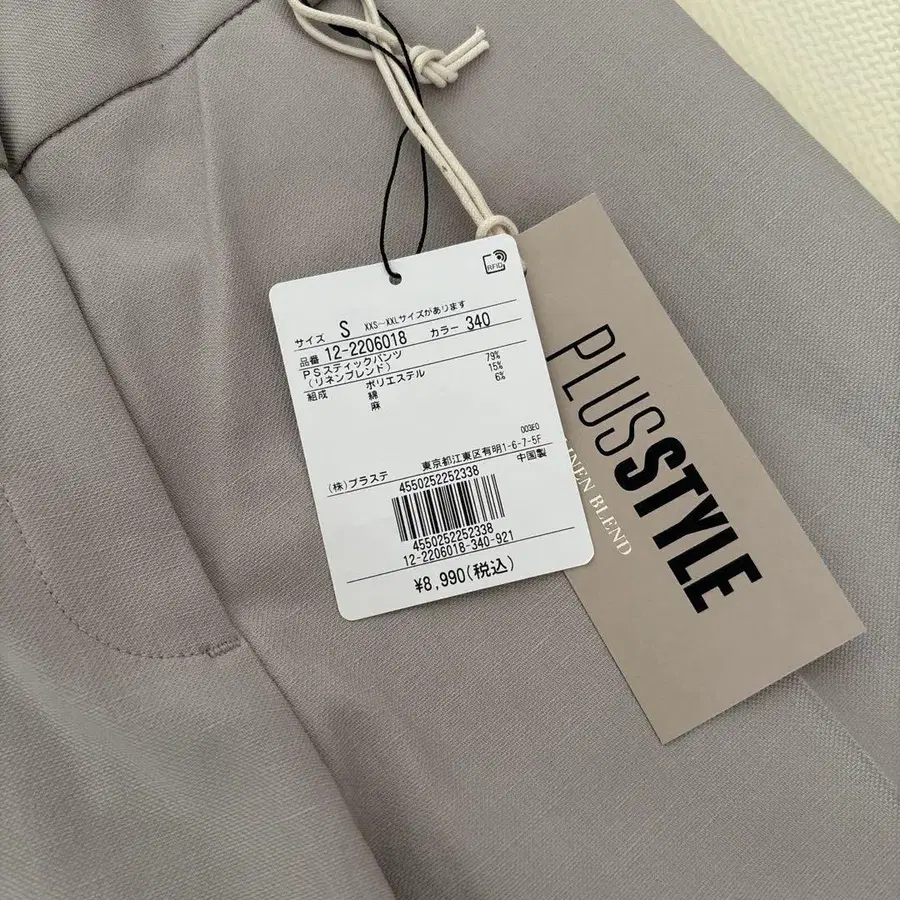 RFID
サイズ S XXS~XXLサイズがあります
品番 12-2206018 カラー 340
PSスティックパンツ
(リネンブレンド)
組成 ポリエステル 79%
綿 15%
麻 6%
003E0
東京都江東区有明1-6-7-5F
(株)プラステ 中国製
4550252252338
4550252252338
12-2206018-340-921
¥8,990(税込)
PLUSSTYLE
INEN BLEND